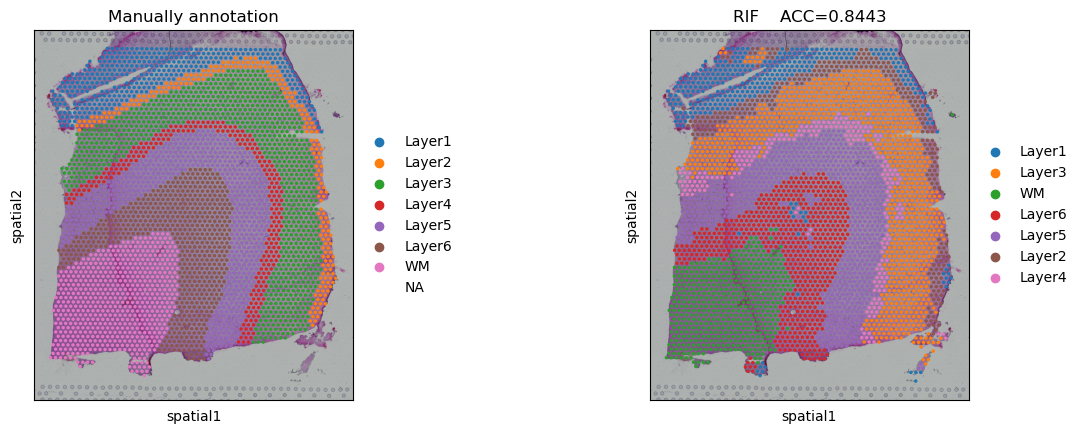 Manually annotation
spatial2
spatial1
Layer1
Layer2
Layer3
Layer4
Layer5
Layer6
WM
NA
RIF    ACC=0.8443
spatial2
spatial1
Layer1
Layer3
WM
Layer6
Layer5
Layer2
Layer4